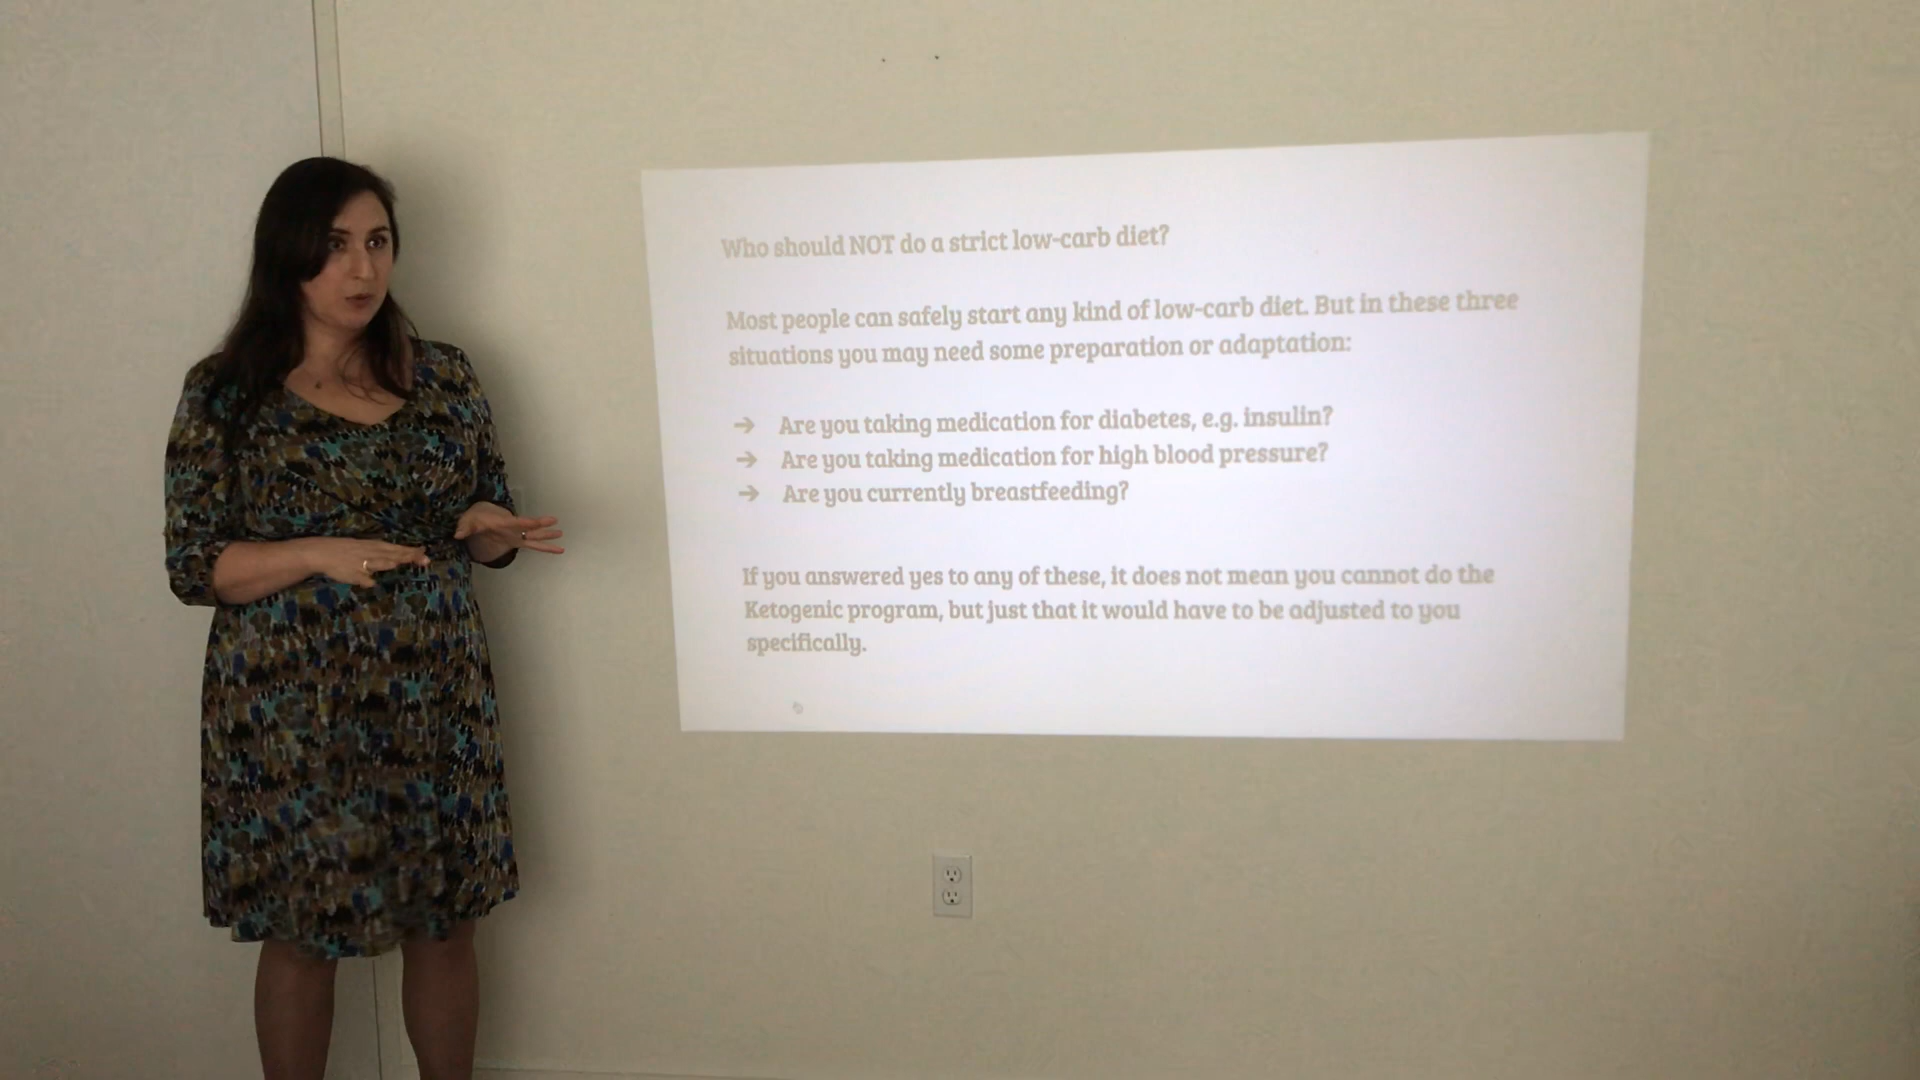 Who should NOT do a strict low-carb diet?
Most people can safely start any kind of low-carb diet. But in these three
situations you may need some preparation or adaptation:
→ Are you taking medication for diabetes, e.g. insulin?
→ Are you taking medication for high blood pressure?
→ Are you currently breastfeeding?
If you answered yes to any of these, it does not mean you cannot do the
Ketogenic program, but just that it would have to be adjusted to you
specifically.